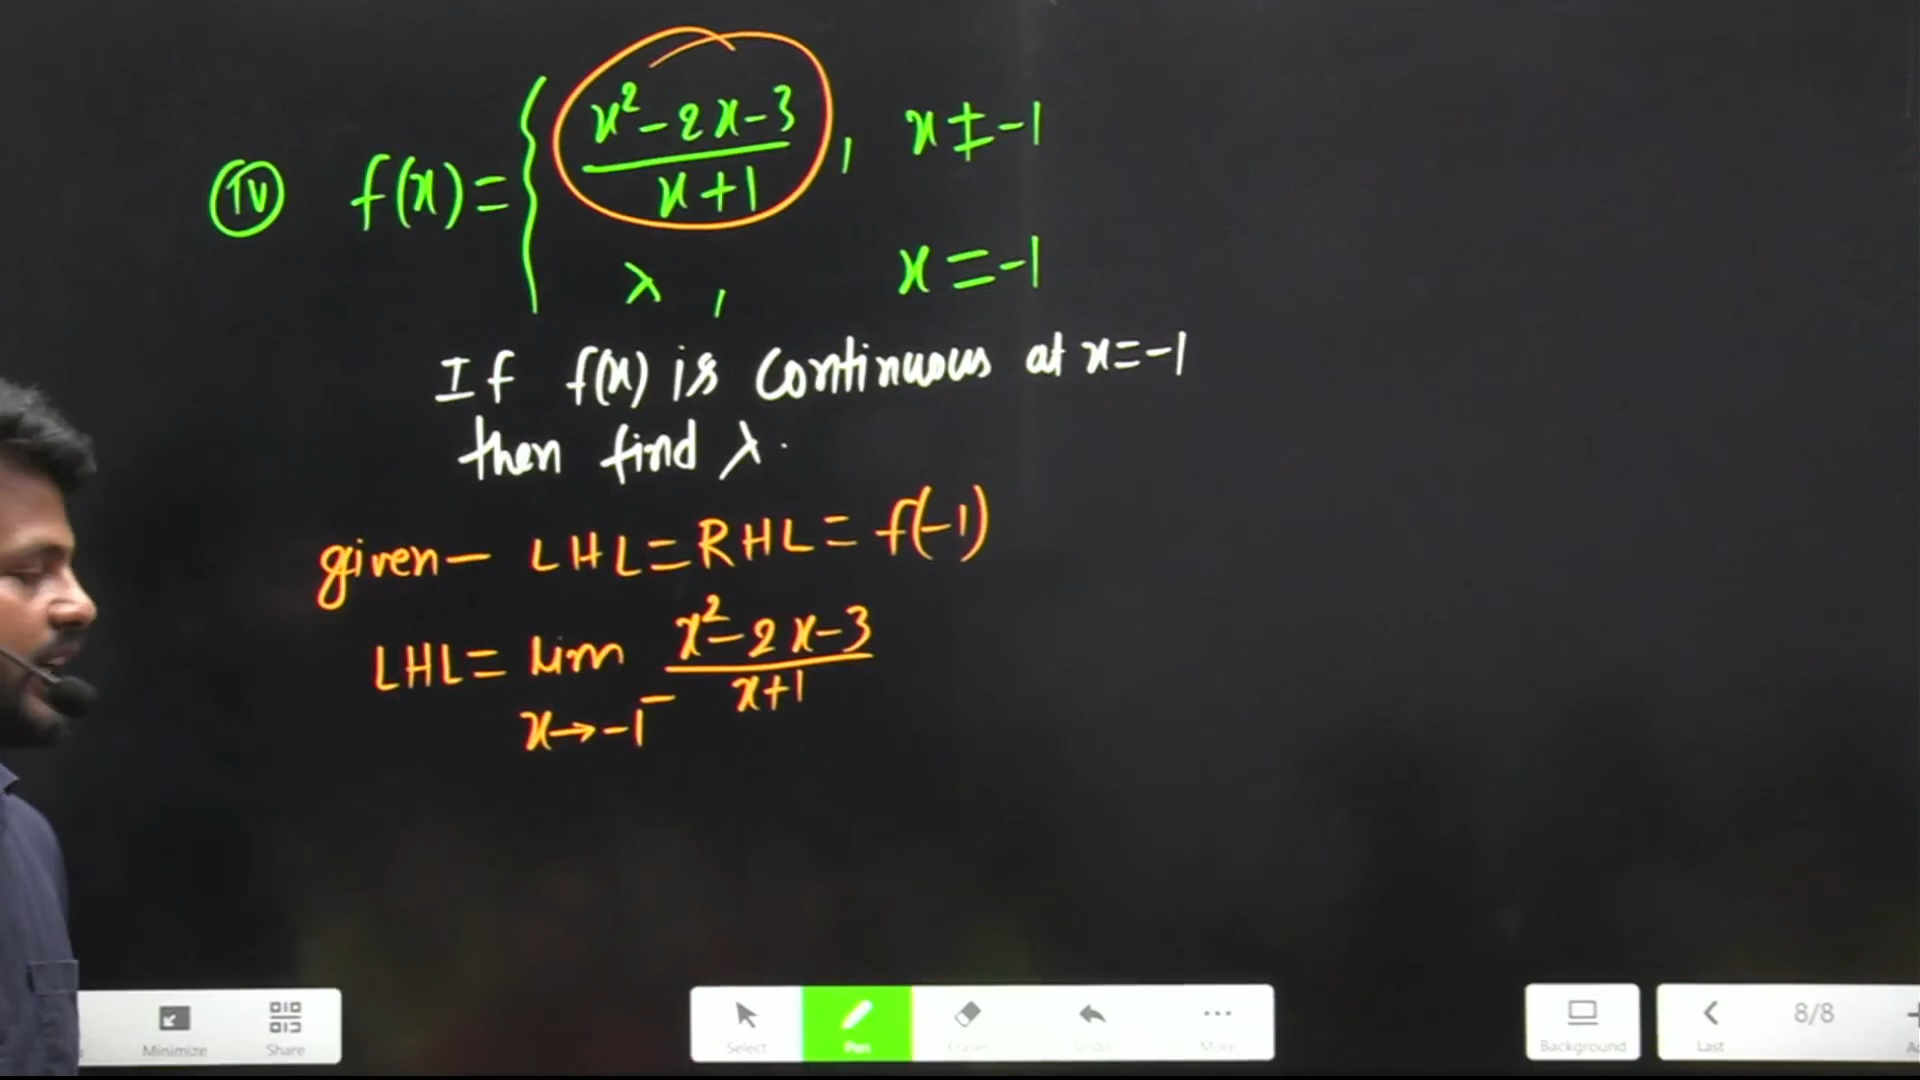 (iv) f(x) = { (x² - 2x - 3)/(x + 1) , x ≠ -1
λ , x = -1
If f(x) is continuous at x = -1
then find λ.
given - LHL = RHL = f(-1)
LHL = lim x→-1⁻ (x² - 2x - 3)/(x + 1)
Minimize Share Select Pen Eraser Undo More Background Last 8/8